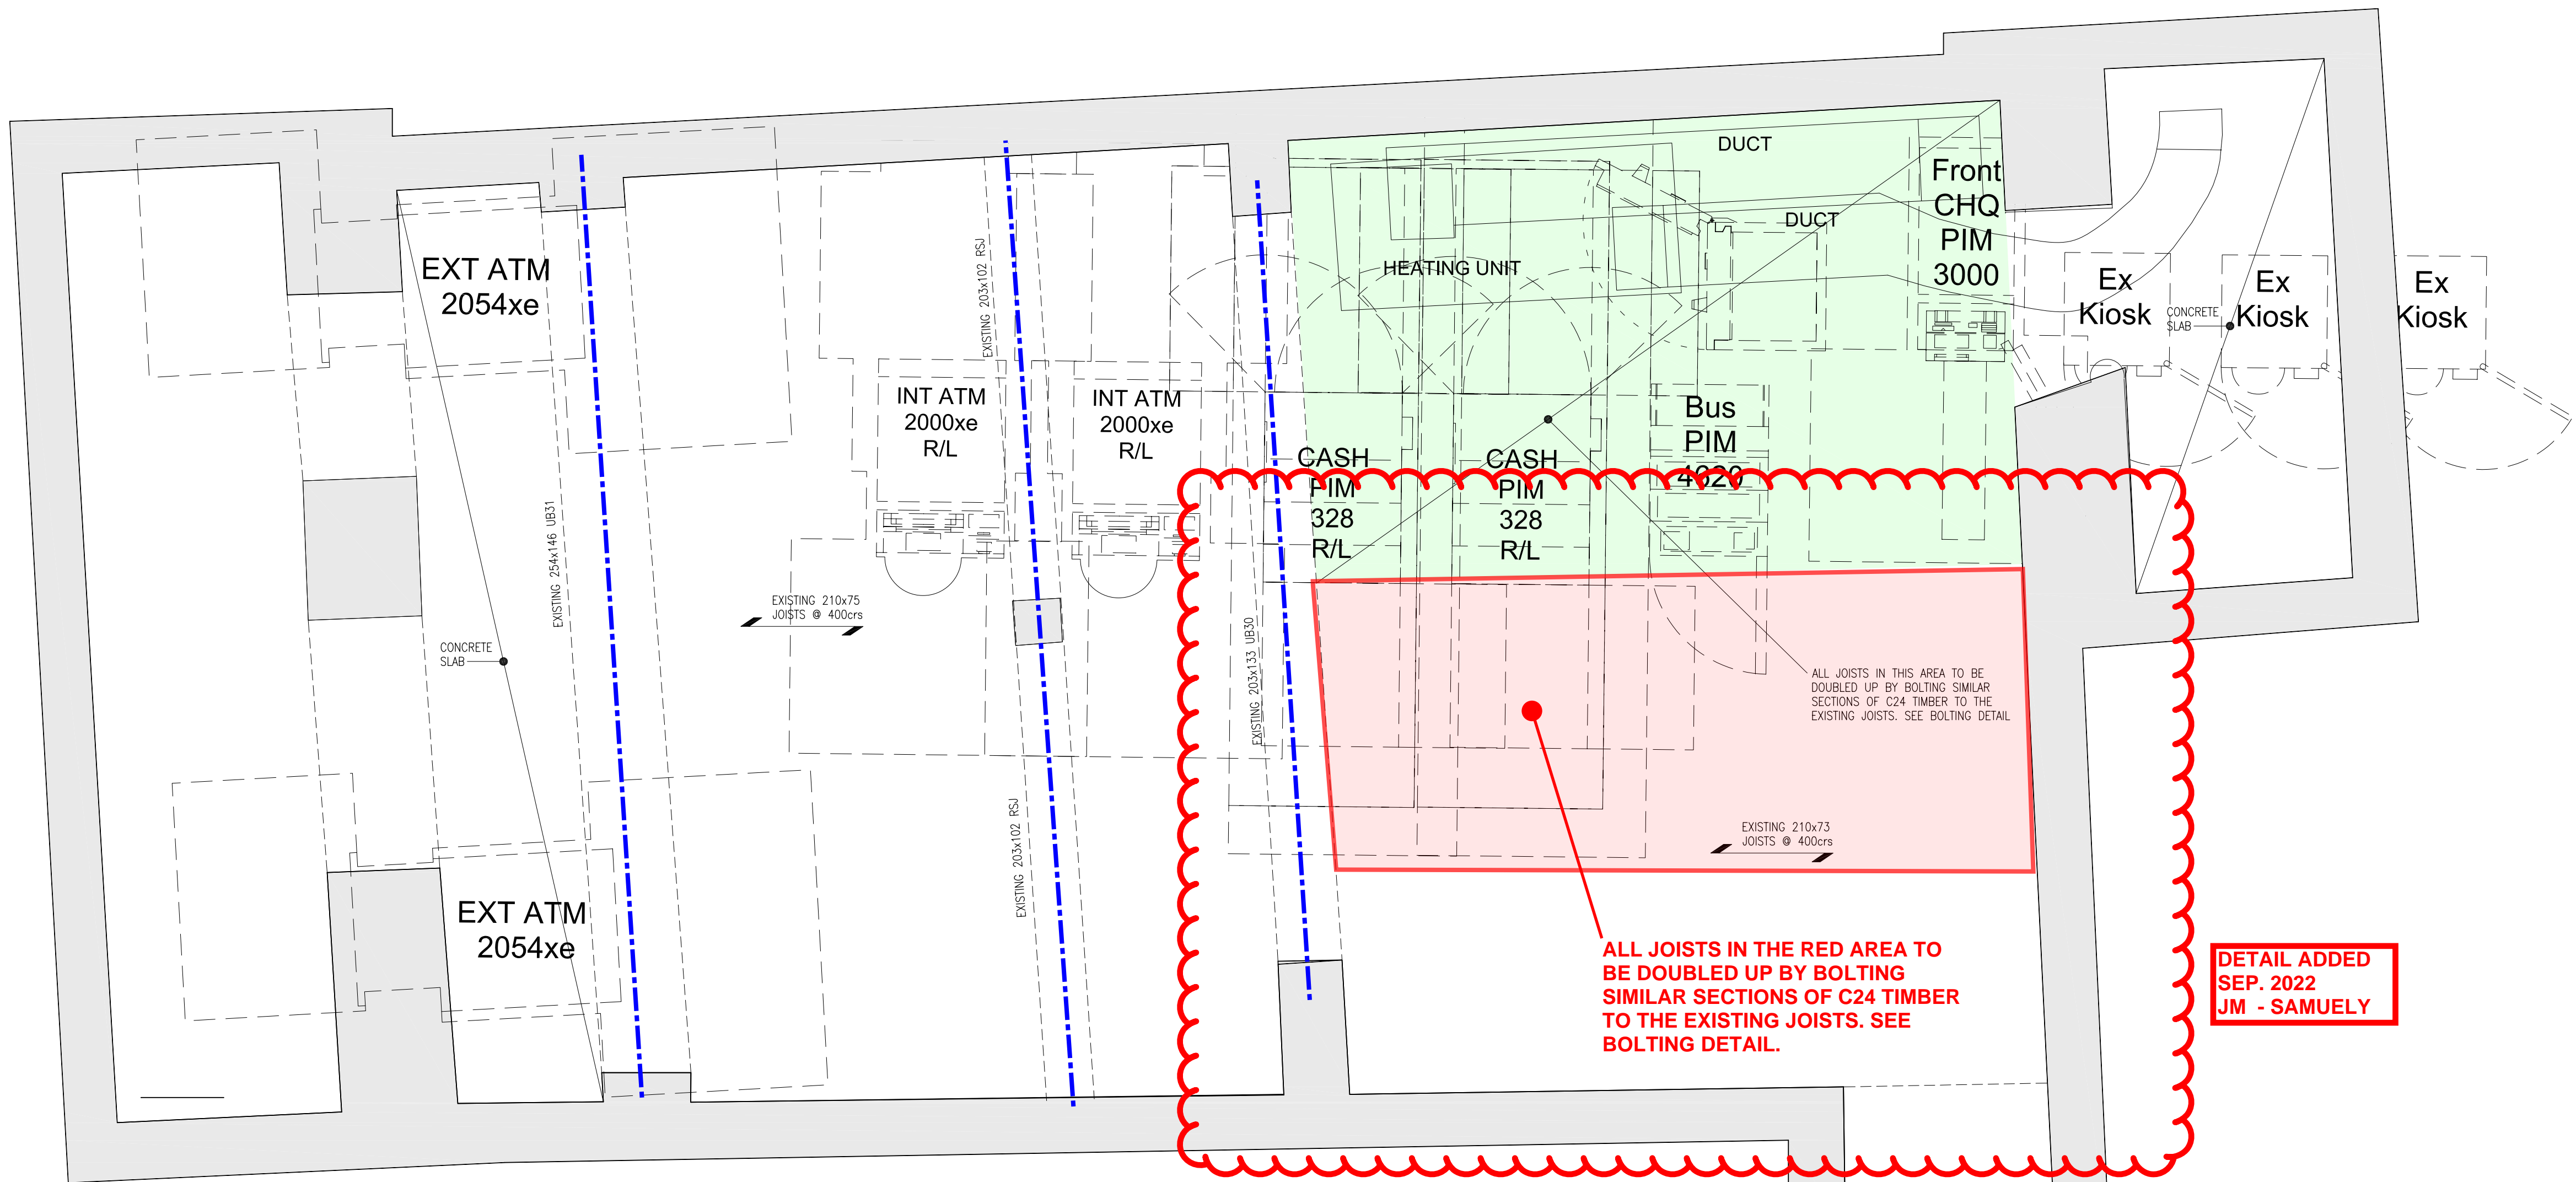 DUCT
DUCT
Front
CHQ
PIM
3000
HEATING UNIT
EXT ATM
2054xe
EXISTING 203x102 RSJ
Ex
Kiosk
CONCRETE
SLAB
Ex
Kiosk
Ex
Kiosk
INT ATM
2000xe
R/L
INT ATM
2000xe
R/L
Bus
PIM
4020
CASH
PIM
328
R/L
CASH
PIM
328
R/L
EXISTING 254x146 UB31
EXISTING 210x75
JOISTS @ 400crs
CONCRETE
SLAB
EXISTING 203x133 UB30
ALL JOISTS IN THIS AREA TO BE
DOUBLED UP BY BOLTING SIMILAR
SECTIONS OF C24 TIMBER TO THE
EXISTING JOISTS. SEE BOLTING DETAIL
EXISTING 203x102 RSJ
EXISTING 210x73
JOISTS @ 400crs
EXT ATM
2054xe
ALL JOISTS IN THE RED AREA TO
BE DOUBLED UP BY BOLTING
SIMILAR SECTIONS OF C24 TIMBER
TO THE EXISTING JOISTS. SEE
BOLTING DETAIL.
DETAIL ADDED
SEP. 2022
JM - SAMUELY